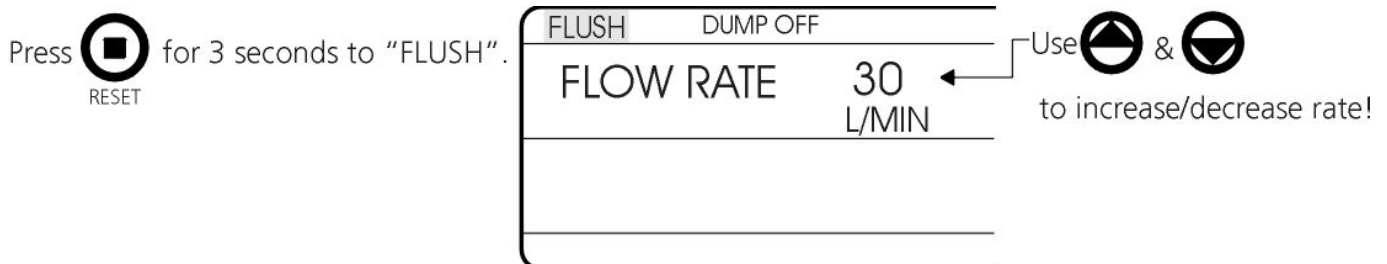 Press for 3 seconds to “FLUSH”.
RESET
FLUSH DUMP OFF
FLOW RATE 30
L/MIN
Use &
to increase/decrease rate!